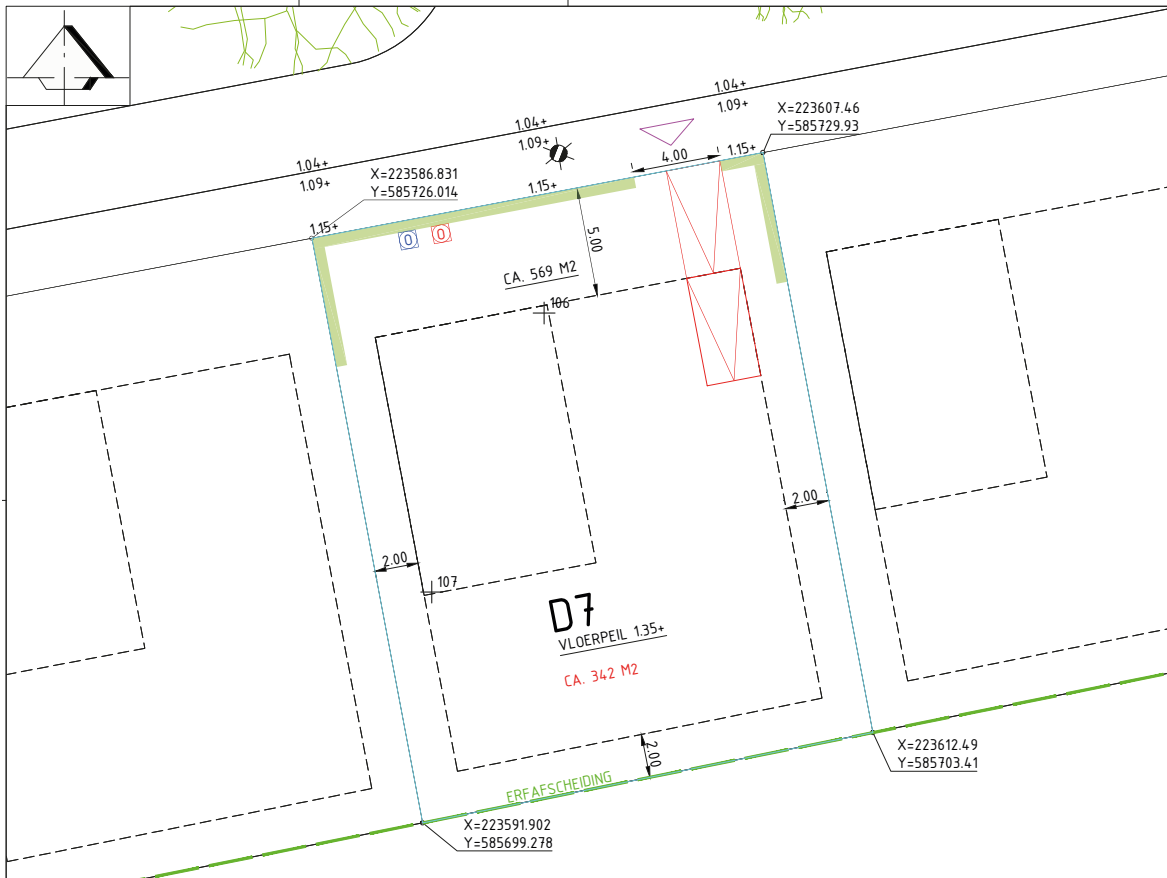 1.04+
1.09+
X=223607.46
Y=585729.93
1.04+
1.09+
4.00
1.15+
1.04+
1.09+
X=223586.831
Y=585726.014
1.15+
1.15+
0
0
5.00
CA. 569 M2
106
2.00
2.00
107
D7
VLOERPEIL 1.35+
CA. 342 M2
2.00
ERFAFSCHEIDING
X=223612.49
Y=585703.41
X=223591.902
Y=585699.278